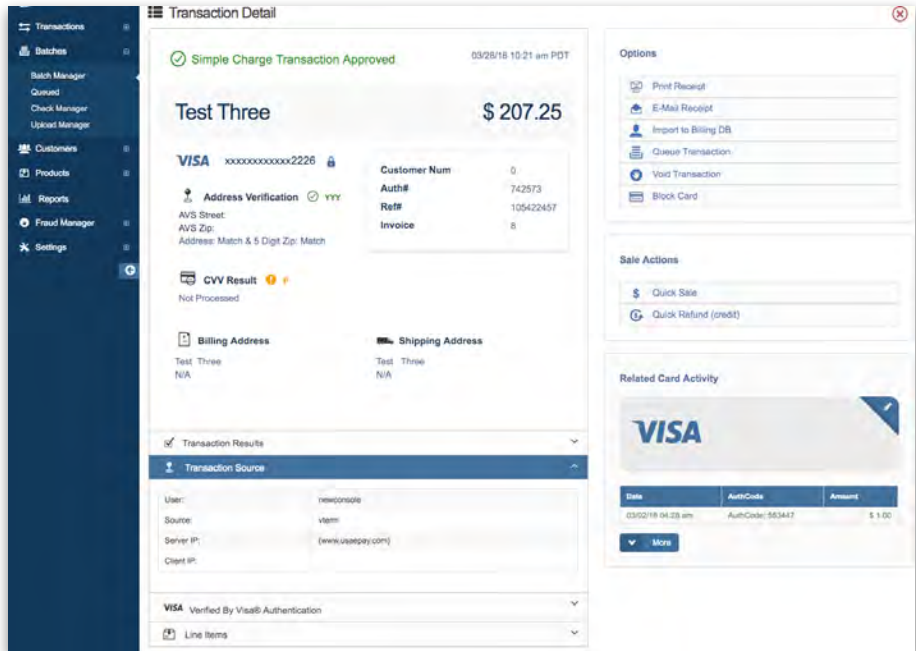 Transactions
Batches
Batch Manager
Queued
Check Manager
Upload Manager
Customers
Products
Reports
Fraud Manager
Settings
Transaction Detail
Simple Charge Transaction Approved
03/28/16 10:21 am PDT
Test Three
$ 207.25
VISA xxxxxxxxxxxx2226
Address Verification YYY
AVS Street:
AVS Zip:
Address: Match & 5 Digit Zip: Match
Customer Num 0
Auth# 742573
Ref# 105422457
Invoice 8
CVV Result P
Not Processed
Billing Address
Test Three
N/A
Shipping Address
Test Three
N/A
Transaction Results
Transaction Source
User: newconsole
Source: vterm
Server IP: (www.usaepay.com)
Client IP:
VISA Verified By Visa® Authentication
Line Items
Options
Print Receipt
E-Mail Receipt
Import to Billing DB
Queue Transaction
Void Transaction
Block Card
Sale Actions
Quick Sale
Quick Refund (credit)
Related Card Activity
VISA
Date AuthCode Amount
03/02/16 04:28 am AuthCode: 583447 $ 1.00
More